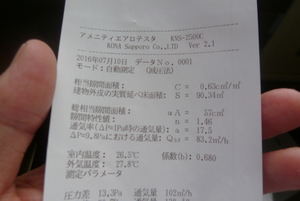 アメニティエアロテスタ KNS-2500C
KONA Sapporo Co.,LTD Ver 2.1
2016年07月10日 データNo. 0001
モード：自動測定 (減圧法)
相当隙間面積： C = 0.63c㎡/㎡
建物外皮の実質延べ床面積： S = 90.34㎡
総相当隙間面積： αA = 57c㎡
隙間特性値： n = 1.46
通気率(ΔP=1Pa時の通気量)： a = 17.5
ΔP=9.8Paにおける通気量： Q9.8 = 83.2㎥/h
室内温度： 26.5℃ 係数(b)： 0.680
外気温度： 27.8℃
測定パラメータ
圧力差 13.3Pa 通気量 102㎥/h